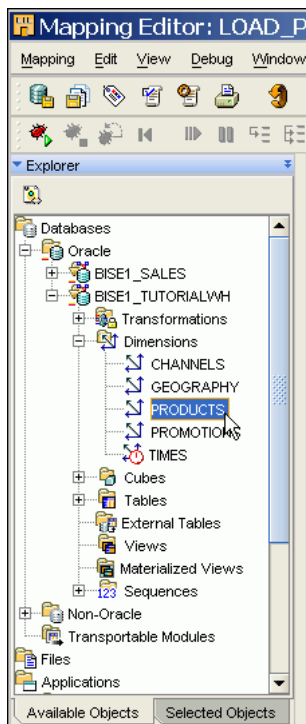 Mapping Editor: LOAD_P
Mapping Edit View Debug Window
Explorer
Databases
Oracle
BISE1_SALES
BISE1_TUTORIALWH
Transformations
Dimensions
CHANNELS
GEOGRAPHY
PRODUCTS
PROMOTIONS
TIMES
Cubes
Tables
External Tables
Views
Materialized Views
123 Sequences
Non-Oracle
Transportable Modules
Files
Applications
Available Objects Selected Objects